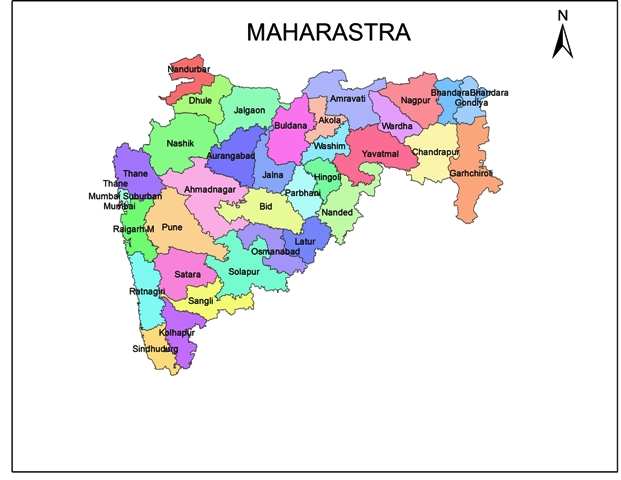 MAHARASTRA
N
Nandurbar
Dhule
Jalgaon
Amravati
Nagpur
Bhandara
Bhandara
Gondiya
Buldana
Akola
Wardha
Nashik
Aurangabad
Washim
Yavatmal
Chandrapur
Garhchiroli
Thane
Thane
Jalna
Hingoli
Ahmadnagar
Parbhani
Mumbai Suburban
Mumbai
Bid
Nanded
Raigarh M
Pune
Latur
Osmanabad
Satara
Solapur
Ratnagiri
Sangli
Kolhapur
Sindhudurg